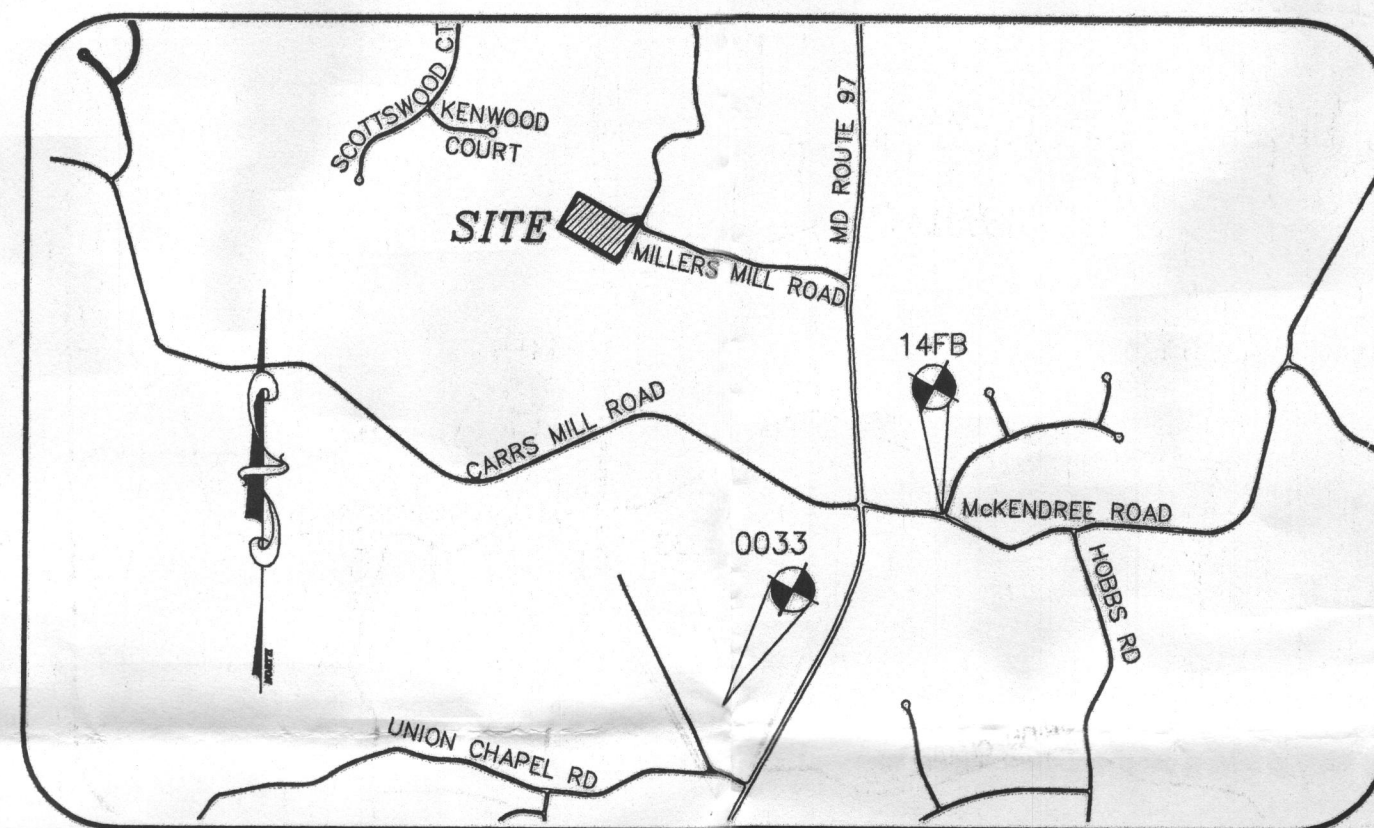 SCOTTSWOOD CT
KENWOOD
COURT
MD ROUTE 97
SITE
MILLERS MILL ROAD
14FB
CARRS MILL ROAD
McKENDREE ROAD
0033
HOBBS RD
NORTH
UNION CHAPEL RD